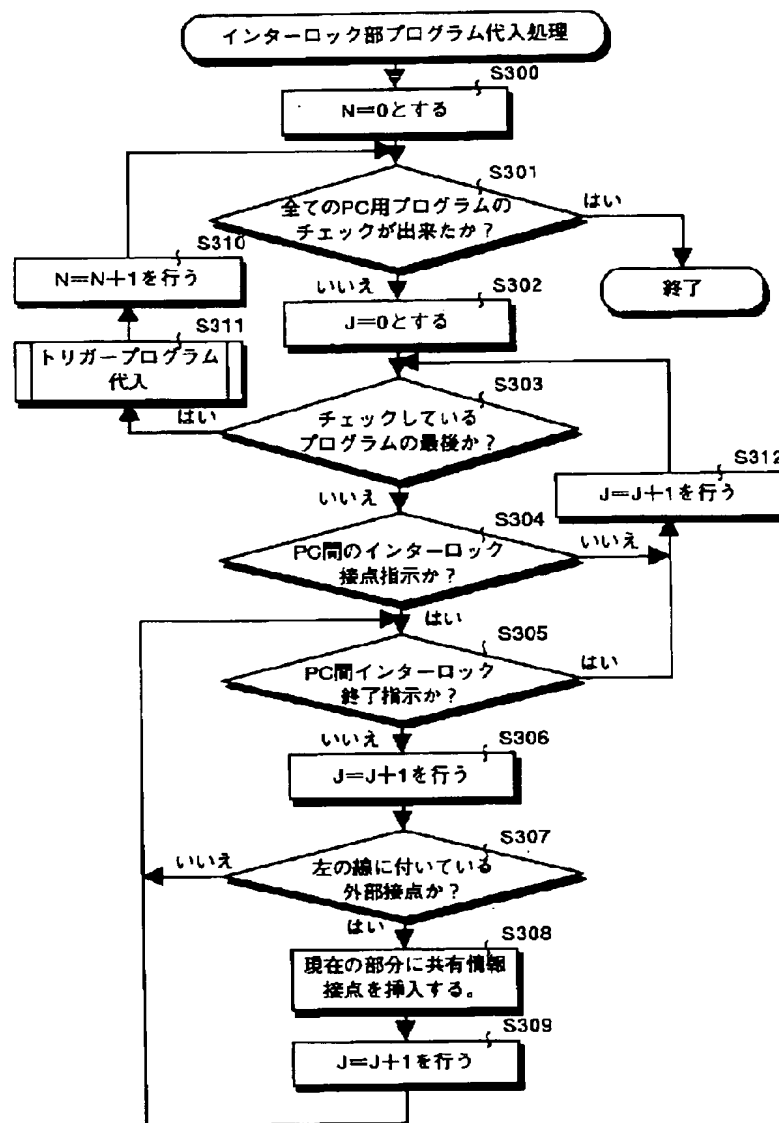 インターロック部プログラム代入処理
S300
N=0とする
S301
全てのPC用プログラムの
チェックが出来たか?
はい
終了
いいえ
S302
J=0とする
S310
N=N+1を行う
S311
トリガープログラム
代入
はい
S303
チェックしている
プログラムの最後か?
いいえ
S312
J=J+1を行う
S304
PC間のインターロック
接点指示か?
いいえ
はい
S305
PC間インターロック
終了指示か?
はい
いいえ
S306
J=J+1を行う
S307
左の線に付いている
外部接点か?
いいえ
はい
S308
現在の部分に共有情報
接点を挿入する。
S309
J=J+1を行う